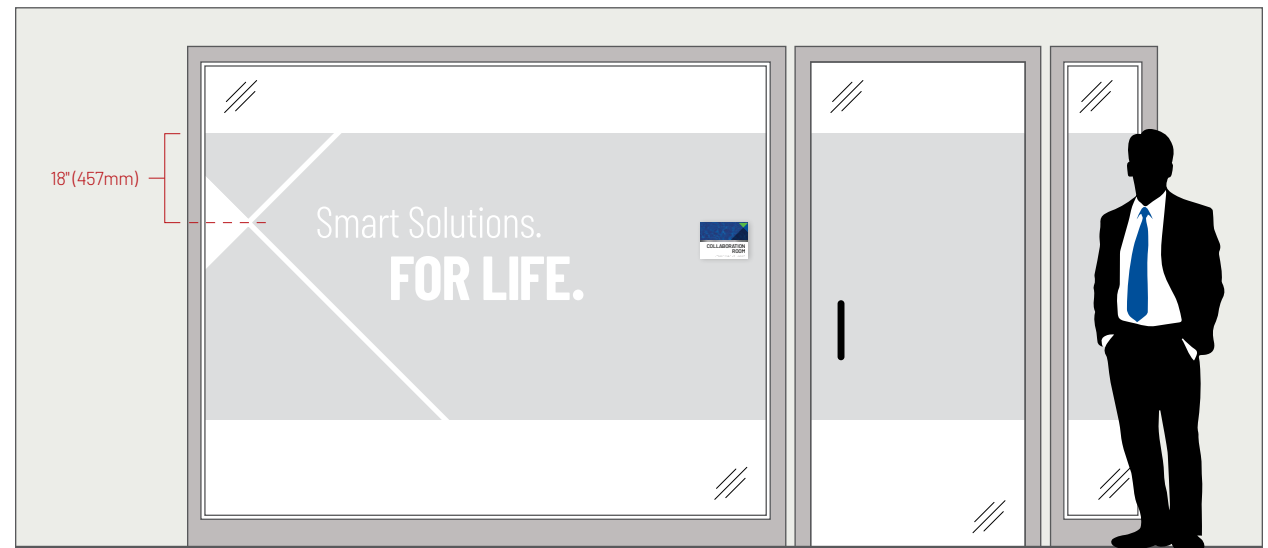 18"(457mm)
Smart Solutions.
FOR LIFE.
COLLABORATION
ROOM